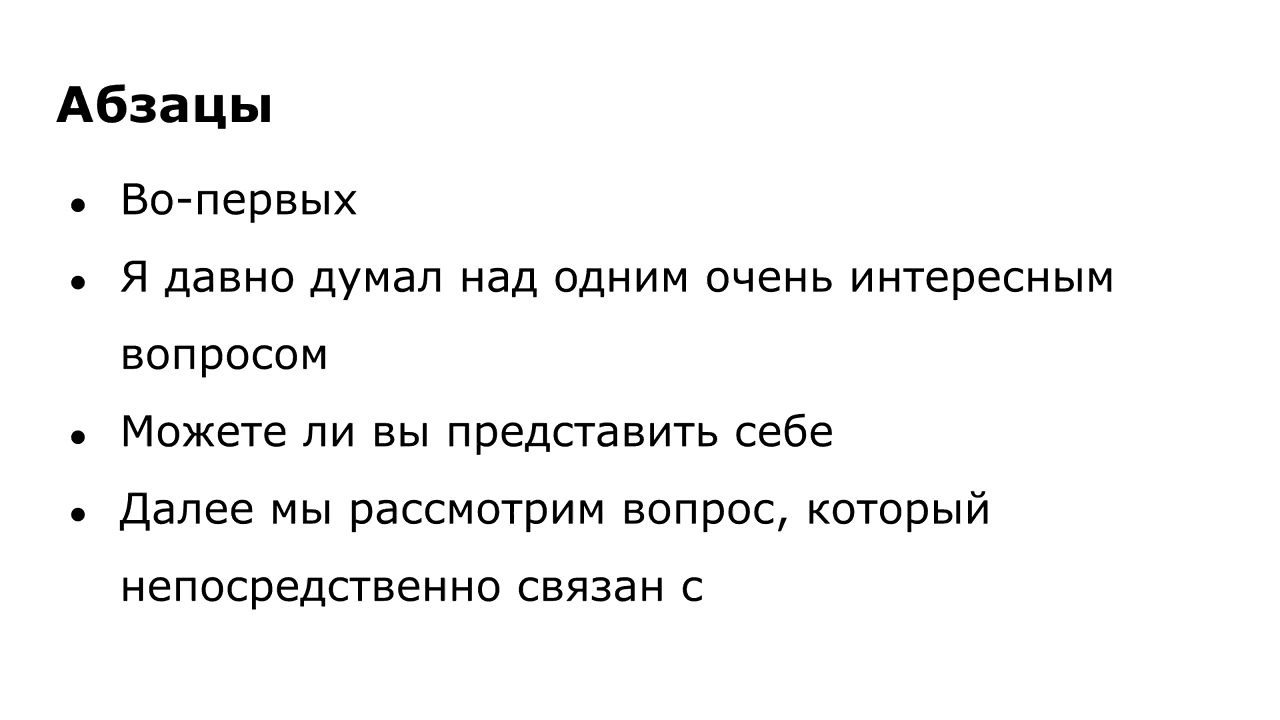 Абзацы
● Во-первых
● Я давно думал над одним очень интересным
вопросом
● Можете ли вы представить себе
● Далее мы рассмотрим вопрос, который
непосредственно связан с